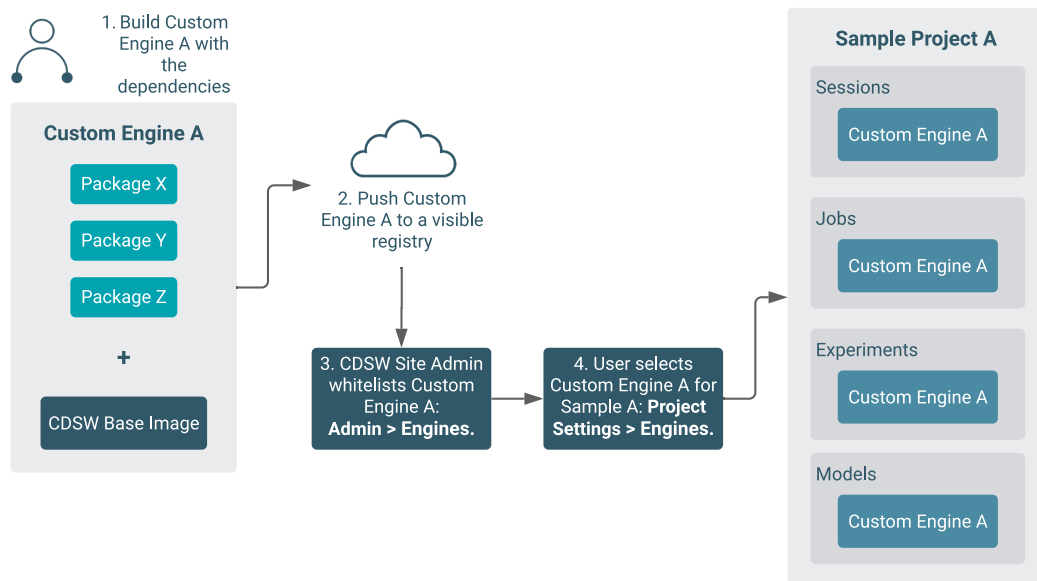 1. Build Custom
Engine A with
the
dependencies
Custom Engine A
Package X
Package Y
Package Z
+
CDSW Base Image
2. Push Custom
Engine A to a visible
registry
3. CDSW Site Admin
whitelists Custom
Engine A:
Admin > Engines.
4. User selects
Custom Engine A for
Sample A: Project
Settings > Engines.
Sample Project A
Sessions
Custom Engine A
Jobs
Custom Engine A
Experiments
Custom Engine A
Models
Custom Engine A